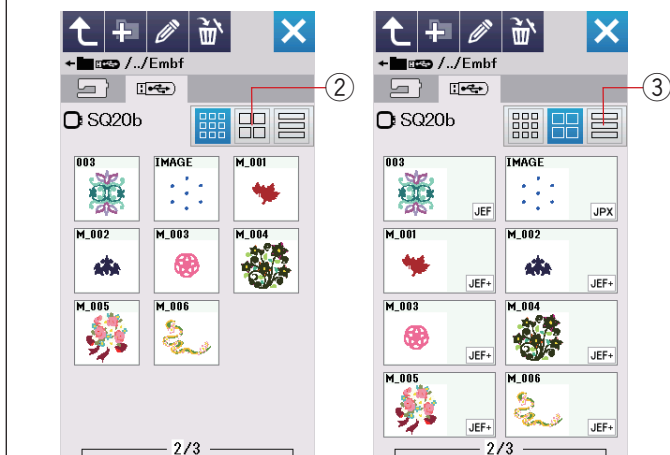 /../Embf
SQ20b
②
003
IMAGE
M_001
M_002
M_003
M_004
M_005
M_006
2/3
/../Embf
SQ20b
③
003
JEF
IMAGE
JPX
M_001
JEF+
M_002
JEF+
M_003
JEF+
M_004
JEF+
M_005
JEF+
M_006
JEF+
2/3